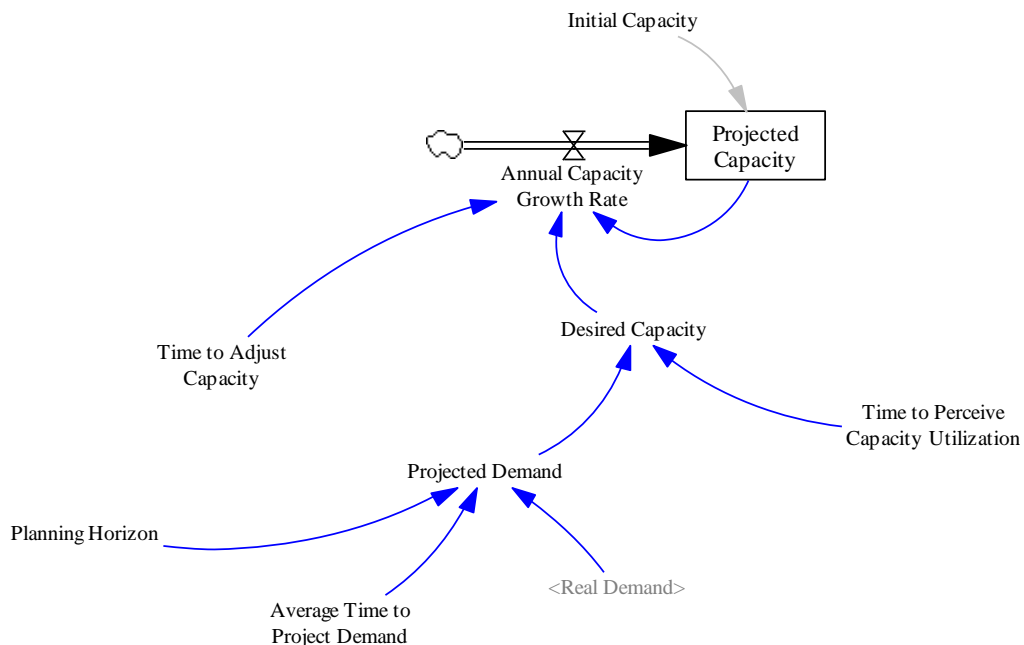 Initial Capacity
Projected
Capacity
Annual Capacity
Growth Rate
Desired Capacity
Time to Adjust
Capacity
Time to Perceive
Capacity Utilization
Projected Demand
Planning Horizon
<Real Demand>
Average Time to
Project Demand